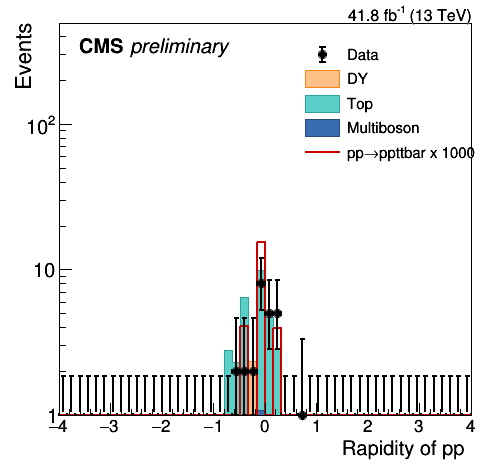 41.8 fb⁻¹ (13 TeV)
CMS preliminary
Events
Data
DY
Top
Multiboson
pp→ppttbar x 1000
10²
10
1
−4 −3 −2 −1 0 1 2 3 4
Rapidity of pp